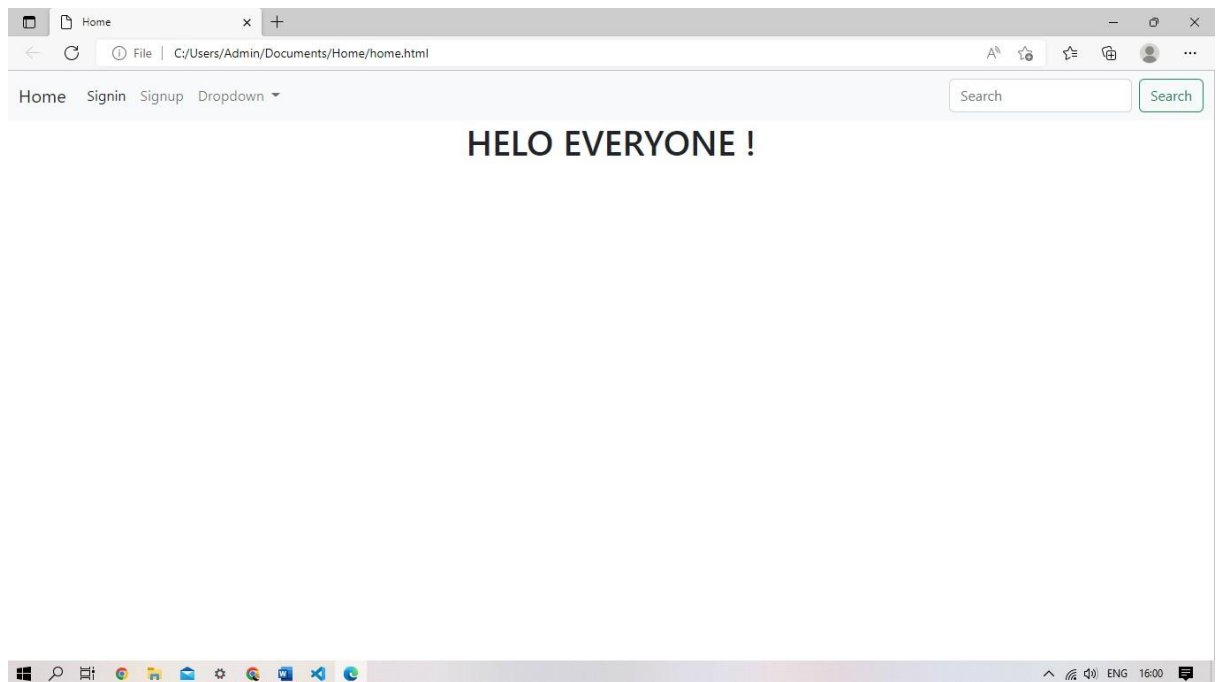 Home
File | C:/Users/Admin/Documents/Home/home.html
Home Signin Signup Dropdown Search Search
HELO EVERYONE !
ENG 16:00